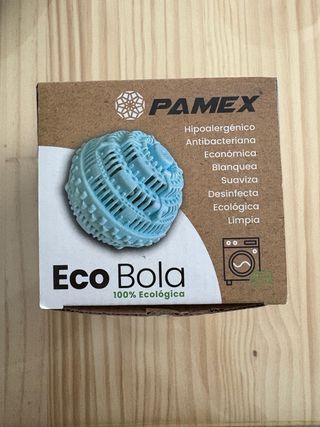 PAMEX
Hipoalergénico
Antibacteriana
Económica
Blanquea
Suaviza
Desinfecta
Ecológica
Limpia
Eco Bola
100% Ecológica